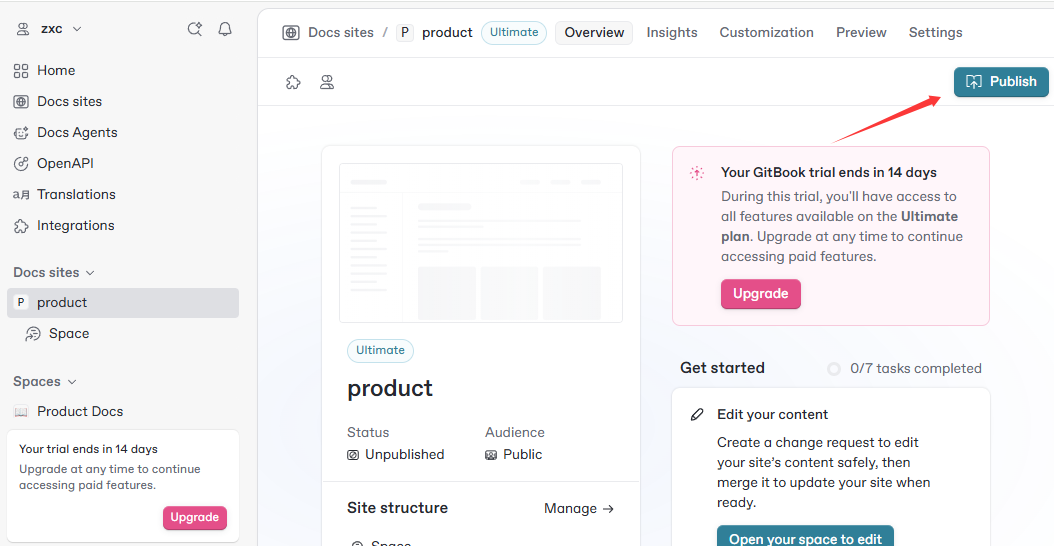 zxc
Home
Docs sites
Docs Agents
OpenAPI
Translations
Integrations
Docs sites
P product
Space
Spaces
Product Docs
Your trial ends in 14 days
Upgrade at any time to continue
accessing paid features.
Upgrade
Docs sites / P product Ultimate Overview Insights Customization Preview Settings
Publish
Ultimate
product
Status Audience
Unpublished Public
Site structure Manage →
Space
Your GitBook trial ends in 14 days
During this trial, you'll have access to
all features available on the Ultimate
plan. Upgrade at any time to continue
accessing paid features.
Upgrade
Get started 0/7 tasks completed
Edit your content
Create a change request to edit
your site's content safely, then
merge it to update your site when
ready.
Open your space to edit